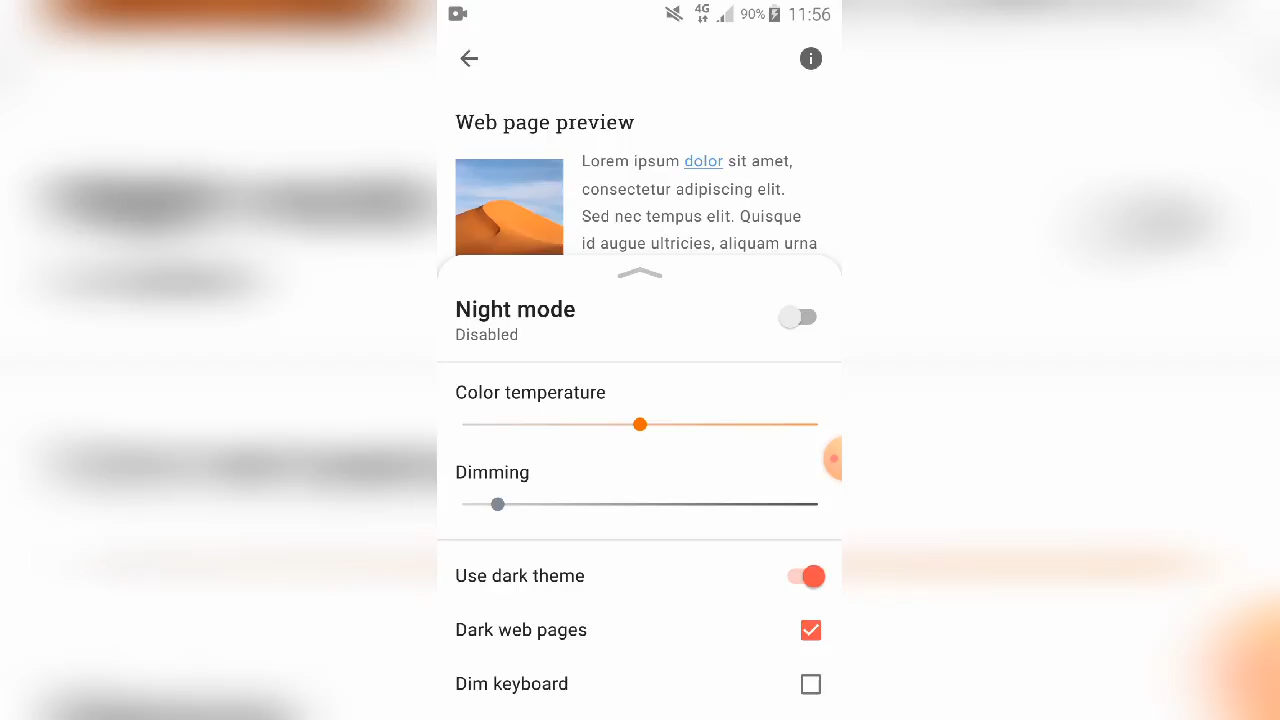 4G 90% 11:56
Web page preview
Lorem ipsum dolor sit amet,
consectetur adipiscing elit.
Sed nec tempus elit. Quisque
id augue ultricies, aliquam urna
Night mode
Disabled
Color temperature
Dimming
Use dark theme
Dark web pages
Dim keyboard